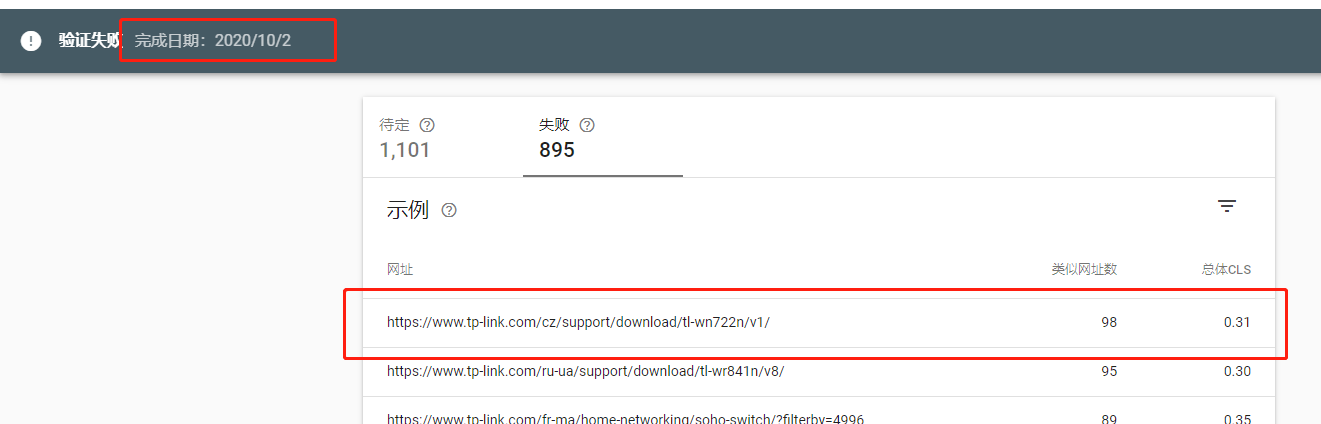 验证失败 完成日期：2020/10/2
待定 失败
1,101 895
示例
网址 类似网址数 总体CLS
https://www.tp-link.com/cz/support/download/tl-wn722n/v1/ 98 0.31
https://www.tp-link.com/ru-ua/support/download/tl-wr841n/v8/ 95 0.30
https://www.tp-link.com/fr-ma/home-networking/soho-switch/?filterby=4996 89 0.35